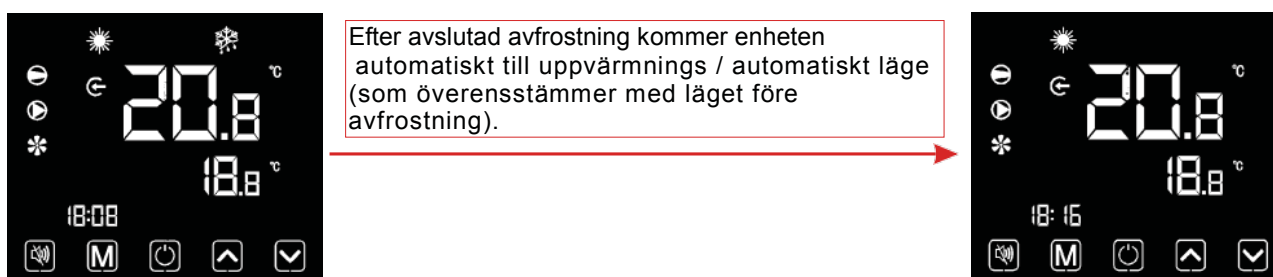 20.8 °C
18.8 °C
18:08
M
Efter avslutad avfrostning kommer enheten
automatiskt till uppvärmnings / automatiskt läge
(som överensstämmer med läget före
avfrostning).
20.8 °C
18.8 °C
18:16
M